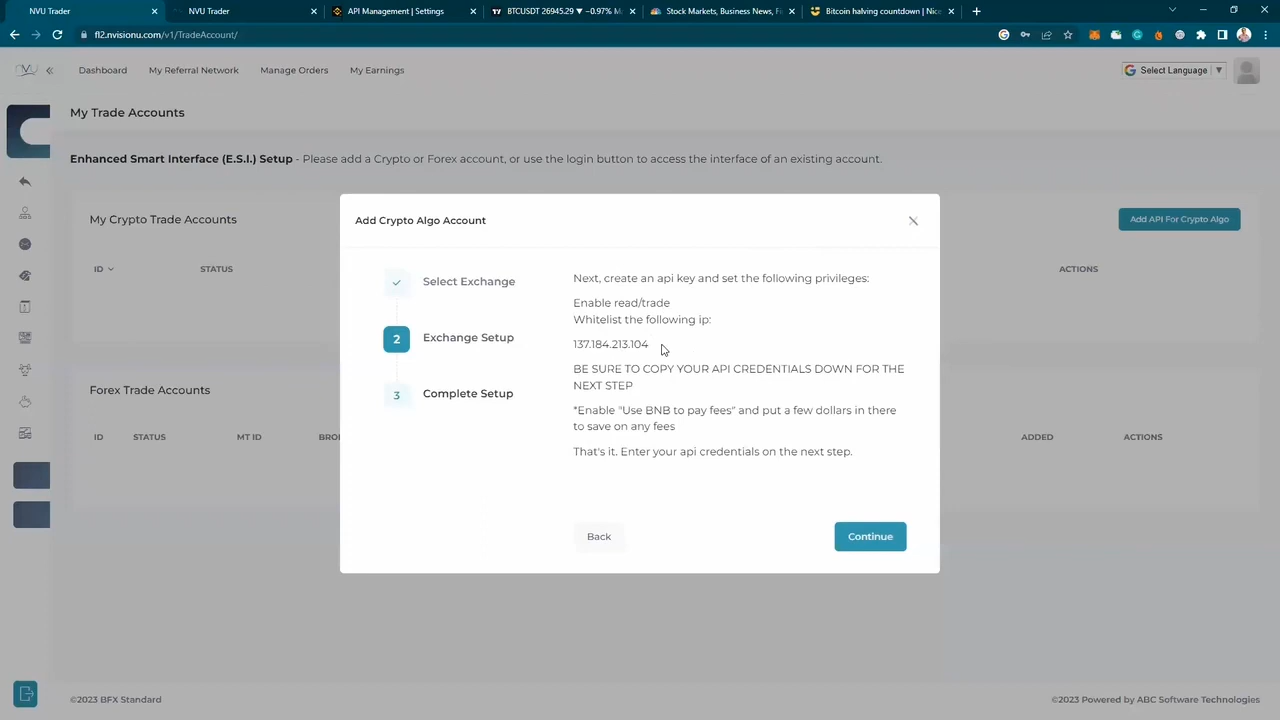 NVU Trader
NVU Trader
API Management | Settings
BTCUSDT 26945.29 ▼ −0.97%
Stock Markets, Business News, F
Bitcoin halving countdown | Nice
fl2.nvisionu.com/v1/TradeAccount/
Dashboard
My Referral Network
Manage Orders
My Earnings
Select Language
My Trade Accounts
Enhanced Smart Interface (E.S.I.) Setup - Please add a Crypto or Forex account, or use the login button to access the interface of an existing account.
My Crypto Trade Accounts
Add API For Crypto Algo
ID STATUS ACTIONS
Add Crypto Algo Account
Select Exchange
2 Exchange Setup
3 Complete Setup
Next, create an api key and set the following privileges:
Enable read/trade
Whitelist the following ip:
137.184.213.104
BE SURE TO COPY YOUR API CREDENTIALS DOWN FOR THE
NEXT STEP
*Enable "Use BNB to pay fees" and put a few dollars in there
to save on any fees
That's it. Enter your api credentials on the next step.
Back
Continue
Forex Trade Accounts
ID STATUS MT ID BRO ADDED ACTIONS
©2023 BFX Standard
©2023 Powered by ABC Software Technologies